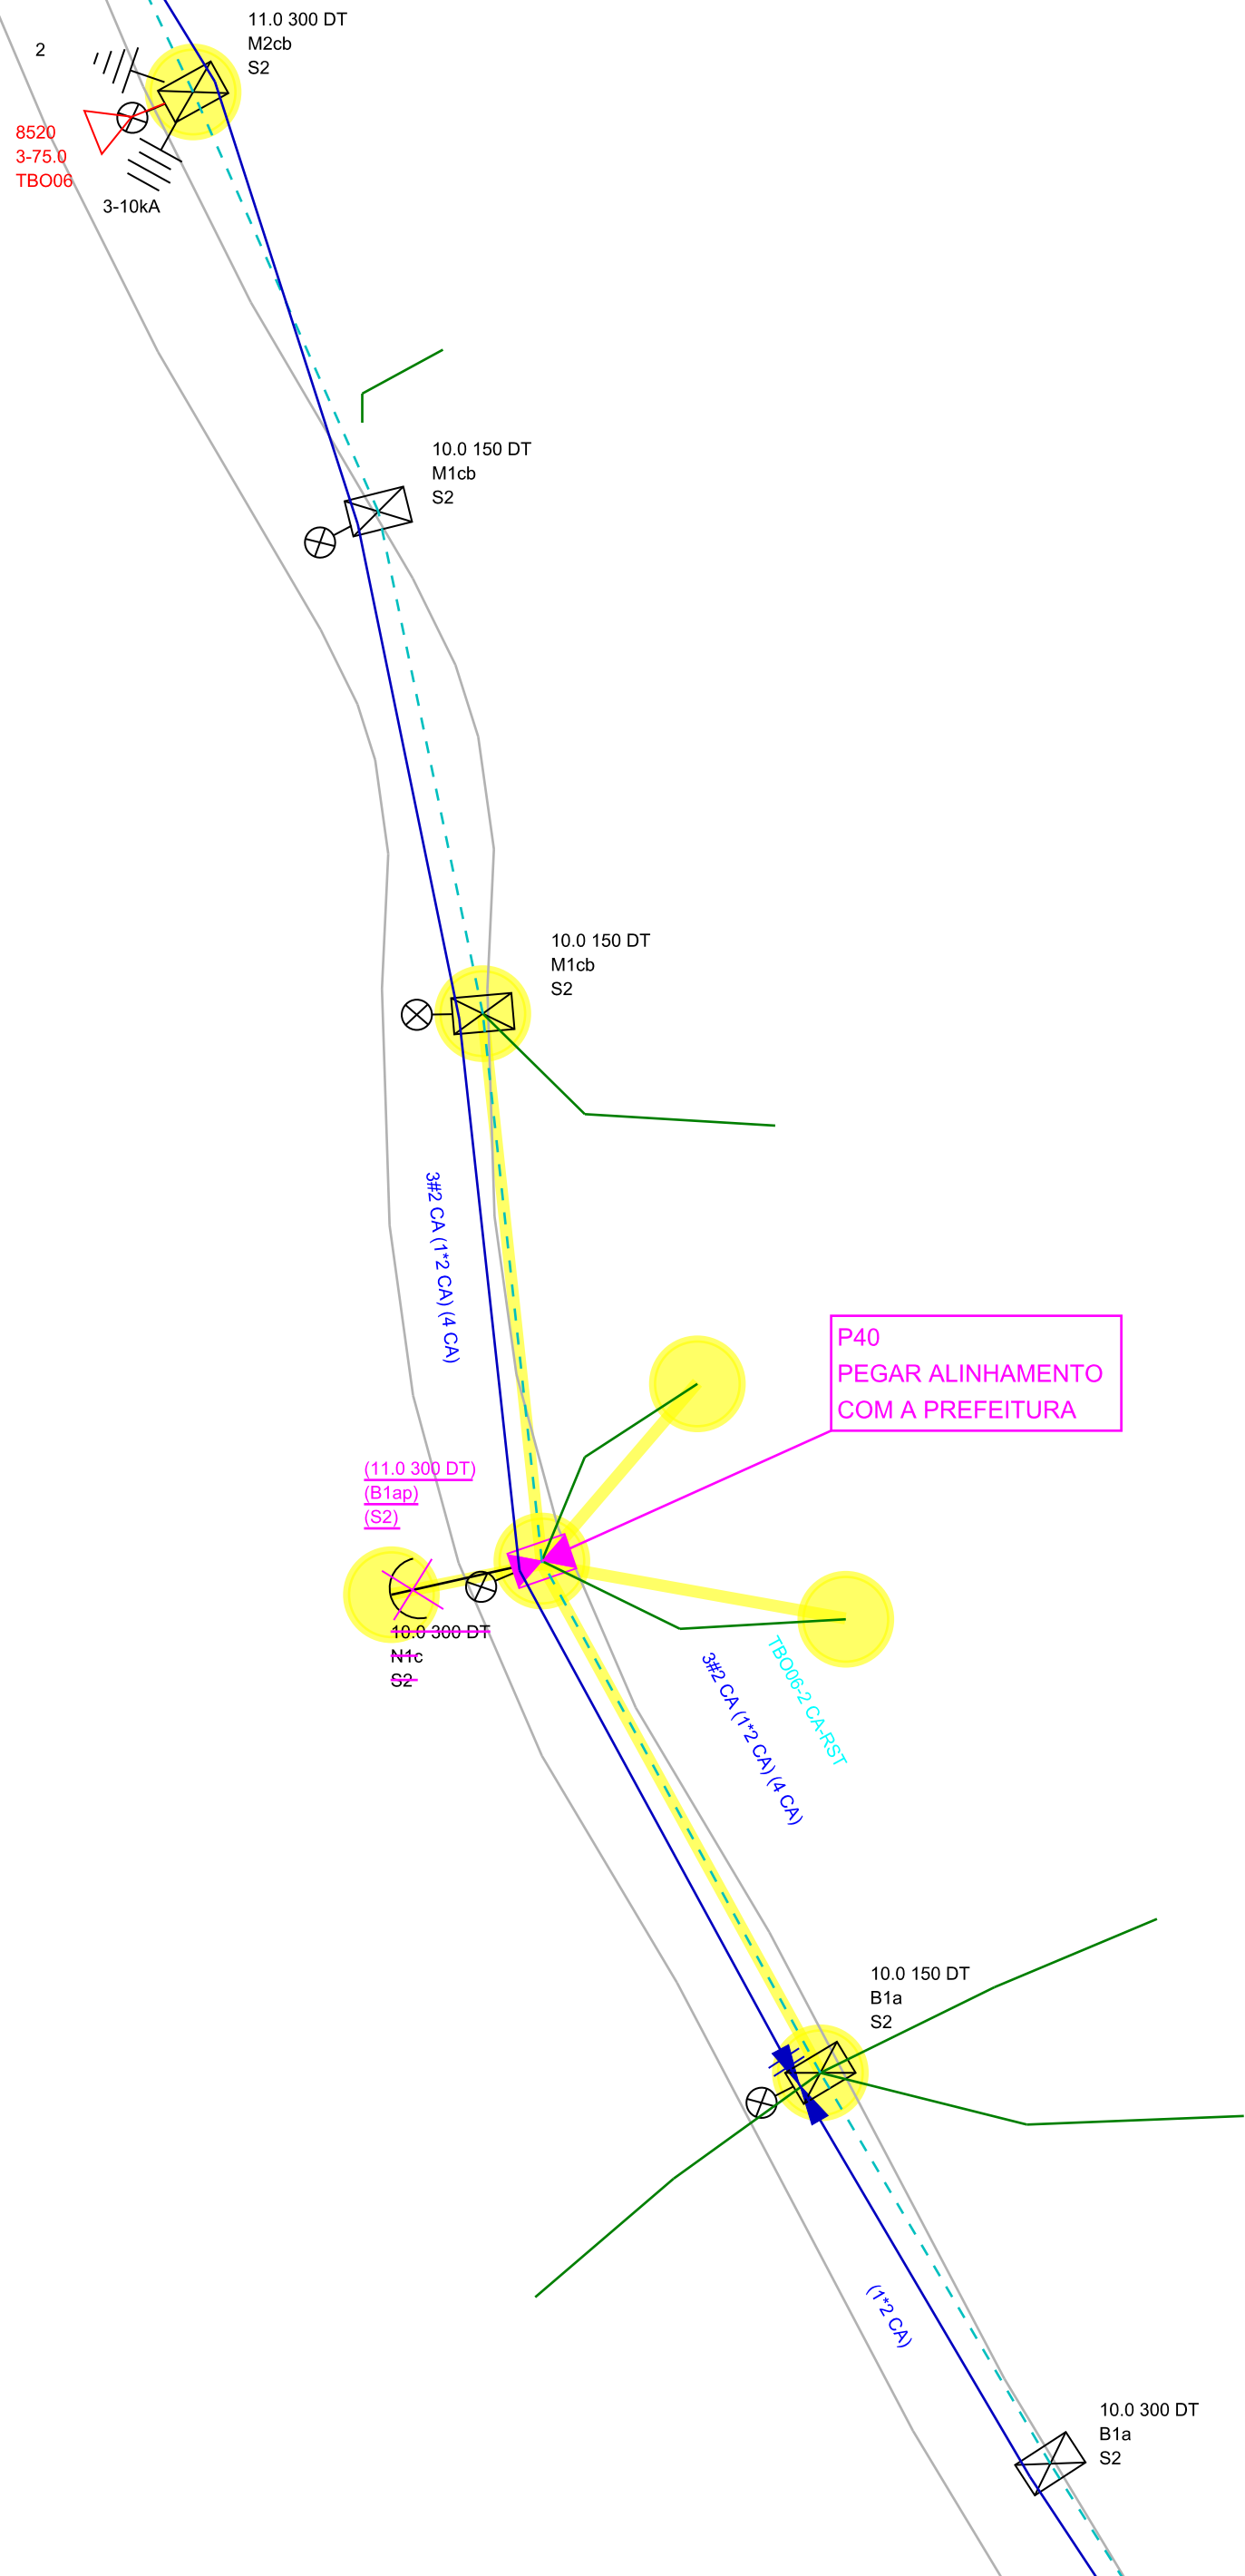 11.0 300 DT
M2cb
S2
2
8520
3-75.0
TBO06
3-10kA
10.0 150 DT
M1cb
S2
10.0 150 DT
M1cb
S2
3#2 CA (1*2 CA) (4 CA)
P40
PEGAR ALINHAMENTO
COM A PREFEITURA
(11.0 300 DT)
(B1ap)
(S2)
10.0 300 DT
N1c
S2
TBO06-2 CA-RST
3#2 CA (1*2 CA) (4 CA)
10.0 150 DT
B1a
S2
(1*2 CA)
10.0 300 DT
B1a
S2